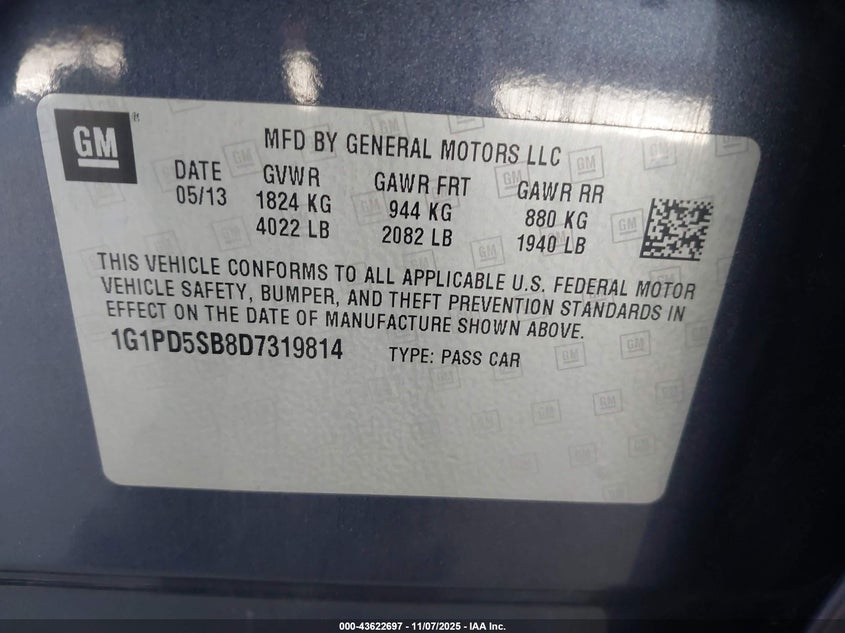 GM
MFD BY GENERAL MOTORS LLC
DATE GVWR GAWR FRT GAWR RR
05/13 1824 KG 944 KG 880 KG
4022 LB 2082 LB 1940 LB
THIS VEHICLE CONFORMS TO ALL APPLICABLE U.S. FEDERAL MOTOR
VEHICLE SAFETY, BUMPER, AND THEFT PREVENTION STANDARDS IN
EFFECT ON THE DATE OF MANUFACTURE SHOWN ABOVE.
1G1PD5SB8D7319814 TYPE: PASS CAR
000-43622697 - 11/07/2025 - IAA Inc.